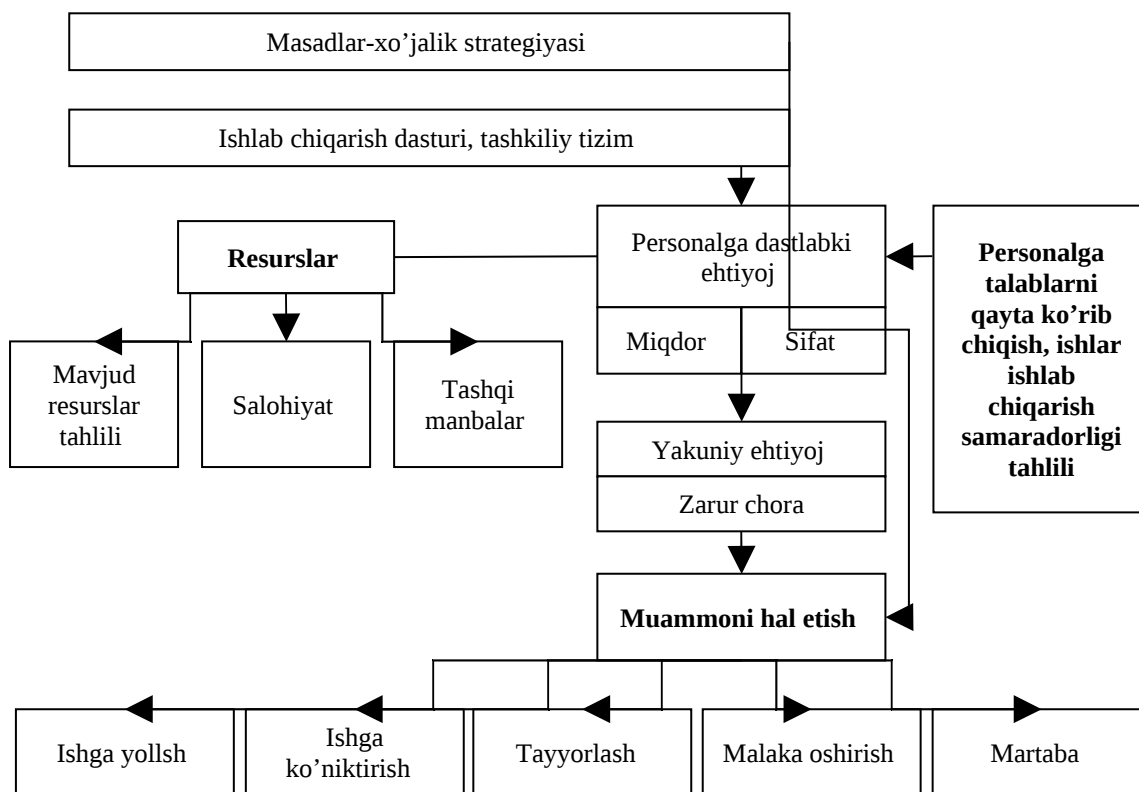 Masadlar-xo’jalik strategiyasi
Ishlab chiqarish dasturi, tashkiliy tizim
Resurslar
Personalga dastlabki
ehtiyoj
Miqdor
Sifat
Personalga
talablarni
qayta ko’rib
chiqish, ishlar
ishlab
chiqarish
samaradorligi
tahlili
Mavjud
resurslar
tahlili
Salohiyat
Tashqi
manbalar
Yakuniy ehtiyoj
Zarur chora
Muammoni hal etish
Ishga yollsh
Ishga
ko’niktirish
Tayyorlash
Malaka oshirish
Martaba